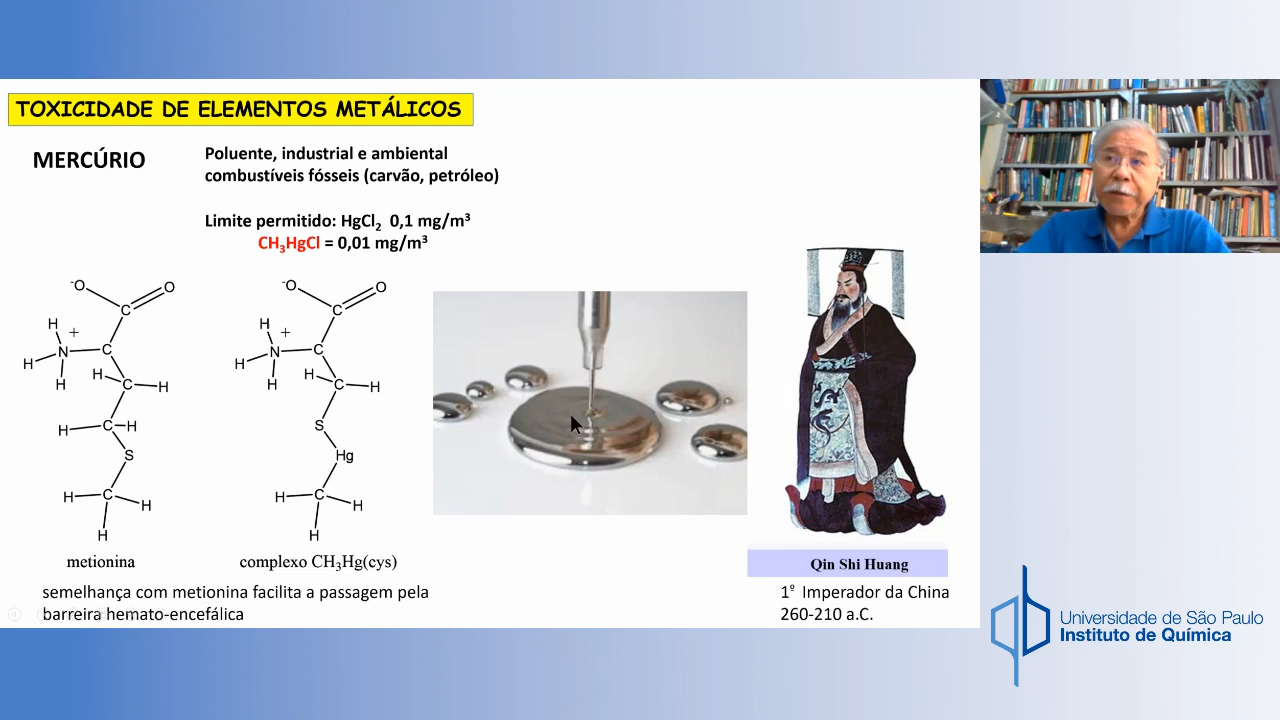 TOXICIDADE DE ELEMENTOS METÁLICOS
MERCÚRIO
Poluente, industrial e ambiental
combustíveis fósseis (carvão, petróleo)
Limite permitido: HgCl₂ 0,1 mg/m³
CH₃HgCl = 0,01 mg/m³
⁻O
O
C
H
+
H
N
C
H
H
C
H
H
C
H
S
H
C
H
H
metionina
⁻O
O
C
H
+
H
N
C
H
H
C
H
S
Hg
H
C
H
H
complexo CH₃Hg(cys)
semelhança com metionina facilita a passagem pela
barreira hemato-encefálica
Qin Shi Huang
1º Imperador da China
260-210 a.C.
Universidade de São Paulo
Instituto de Química